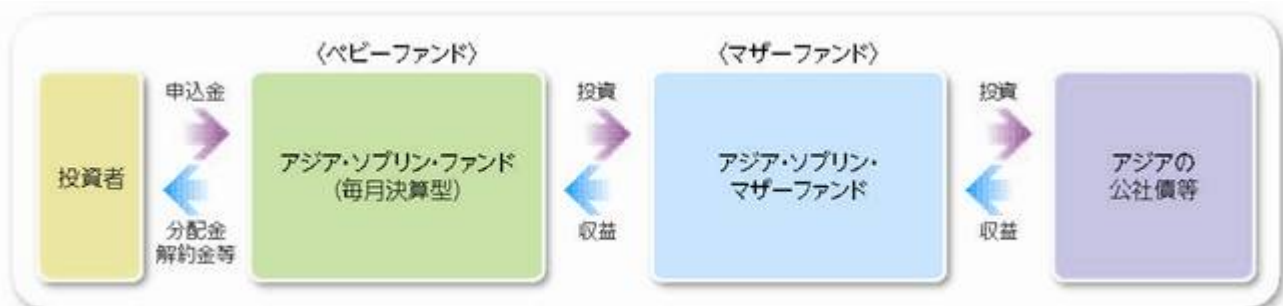 〈ベビーファンド〉
〈マザーファンド〉
投資者
申込金
分配金
解約金等
アジア・ソブリン・ファンド
(毎月決算型)
投資
収益
アジア・ソブリン・
マザーファンド
投資
収益
アジアの
公社債等